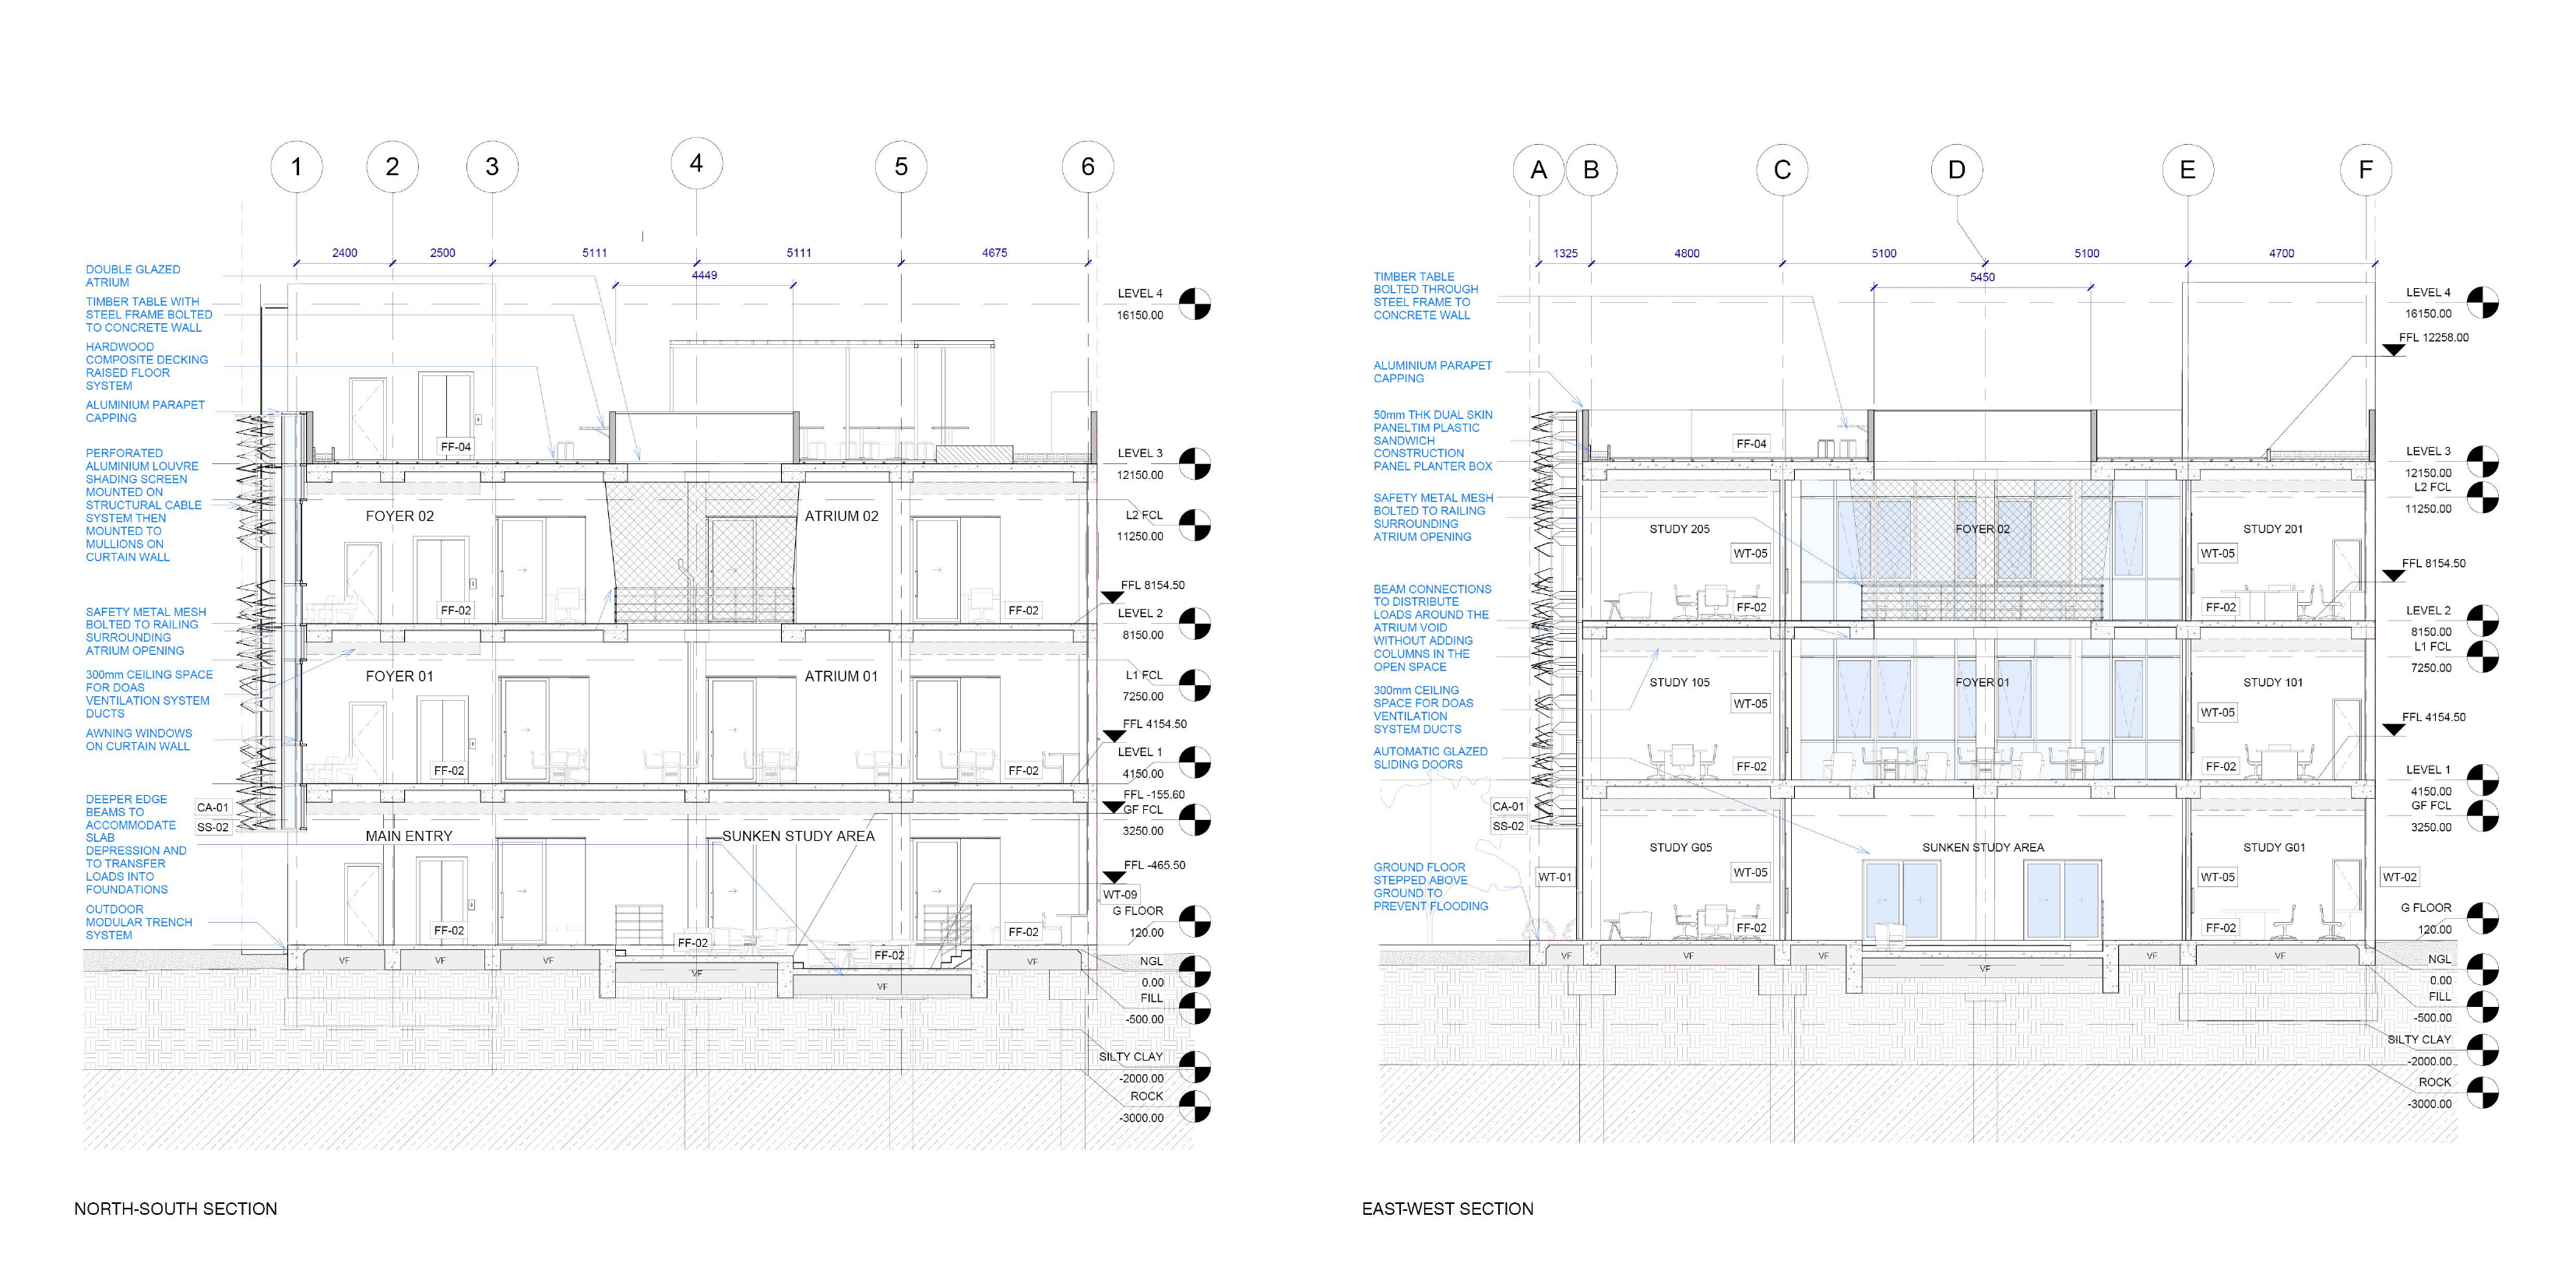 1
2
3
4
5
6
2400
2500
5111
5111
4675
4449
DOUBLE GLAZED
ATRIUM
TIMBER TABLE WITH
STEEL FRAME BOLTED
TO CONCRETE WALL
HARDWOOD
COMPOSITE DECKING
RAISED FLOOR
SYSTEM
ALUMINIUM PARAPET
CAPPING
PERFORATED
ALUMINIUM LOUVRE
SHADING SCREEN
MOUNTED ON
STRUCTURAL CABLE
SYSTEM THEN
MOUNTED TO
MULLIONS ON
CURTAIN WALL
SAFETY METAL MESH
BOLTED TO RAILING
SURROUNDING
ATRIUM OPENING
300mm CEILING SPACE
FOR DOAS
VENTILATION SYSTEM
DUCTS
AWNING WINDOWS
ON CURTAIN WALL
DEEPER EDGE
BEAMS TO
ACCOMMODATE
SLAB
DEPRESSION AND
TO TRANSFER
LOADS INTO
FOUNDATIONS
OUTDOOR
MODULAR TRENCH
SYSTEM
CA-01
SS-02
FF-04
FOYER 02
ATRIUM 02
FF-02
FF-02
FOYER 01
ATRIUM 01
FF-02
FF-02
MAIN ENTRY
SUNKEN STUDY AREA
FF-02
FF-02
FF-02
FF-02
VF
VF
VF
VF
VF
VF
LEVEL 4
16150.00
LEVEL 3
12150.00
L2 FCL
11250.00
FFL 8154.50
LEVEL 2
8150.00
L1 FCL
7250.00
FFL 4154.50
LEVEL 1
4150.00
FFL -155.60
GF FCL
3250.00
FFL -465.50
WT-09
G FLOOR
120.00
NGL
0.00
FILL
-500.00
SILTY CLAY
-2000.00
ROCK
-3000.00
NORTH-SOUTH SECTION
A
B
C
D
E
F
1325
4800
5100
5100
4700
5450
TIMBER TABLE
BOLTED THROUGH
STEEL FRAME TO
CONCRETE WALL
ALUMINIUM PARAPET
CAPPING
50mm THK DUAL SKIN
PANELTIM PLASTIC
SANDWICH
CONSTRUCTION
PANEL PLANTER BOX
SAFETY METAL MESH
BOLTED TO RAILING
SURROUNDING
ATRIUM OPENING
BEAM CONNECTIONS
TO DISTRIBUTE
LOADS AROUND THE
ATRIUM VOID
WITHOUT ADDING
COLUMNS IN THE
OPEN SPACE
300mm CEILING
SPACE FOR DOAS
VENTILATION
SYSTEM DUCTS
AUTOMATIC GLAZED
SLIDING DOORS
CA-01
SS-02
GROUND FLOOR
STEPPED ABOVE
GROUND TO
PREVENT FLOODING
WT-01
FF-04
STUDY 205
FOYER 02
STUDY 201
WT-05
WT-05
FF-02
FF-02
STUDY 105
FOYER 01
STUDY 101
WT-05
WT-05
FF-02
FF-02
STUDY G05
SUNKEN STUDY AREA
STUDY G01
WT-05
WT-05
WT-02
FF-02
FF-02
VF
VF
VF
VF
VF
VF
LEVEL 4
16150.00
FFL 12258.00
LEVEL 3
12150.00
L2 FCL
11250.00
FFL 8154.50
LEVEL 2
8150.00
L1 FCL
7250.00
FFL 4154.50
LEVEL 1
4150.00
GF FCL
3250.00
G FLOOR
120.00
NGL
0.00
FILL
-500.00
SILTY CLAY
-2000.00
ROCK
-3000.00
EAST-WEST SECTION